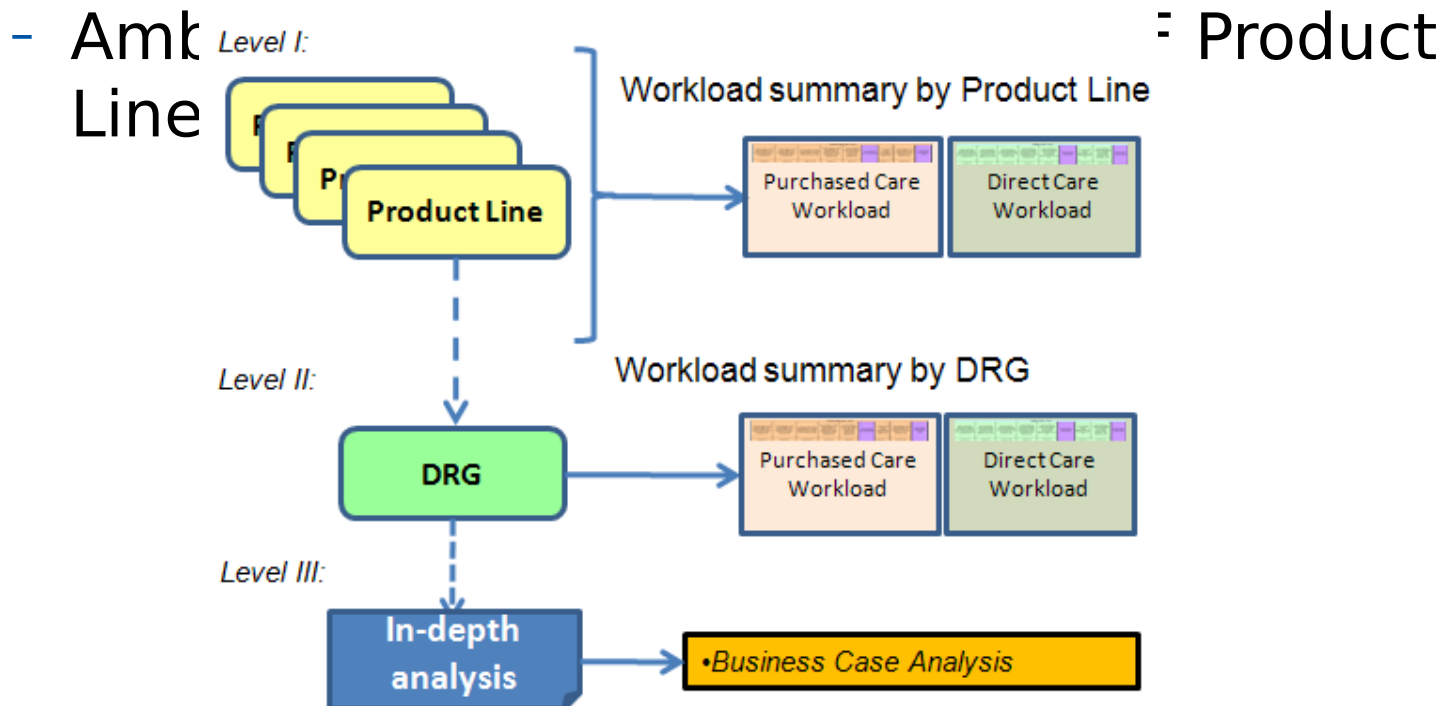 - Amb
Product
Line
Level I:
Workload summary by Product Line
Product Line
Purchased Care
Workload
Direct Care
Workload
Level II:
Workload summary by DRG
DRG
Purchased Care
Workload
Direct Care
Workload
Level III:
In-depth
analysis
•Business Case Analysis